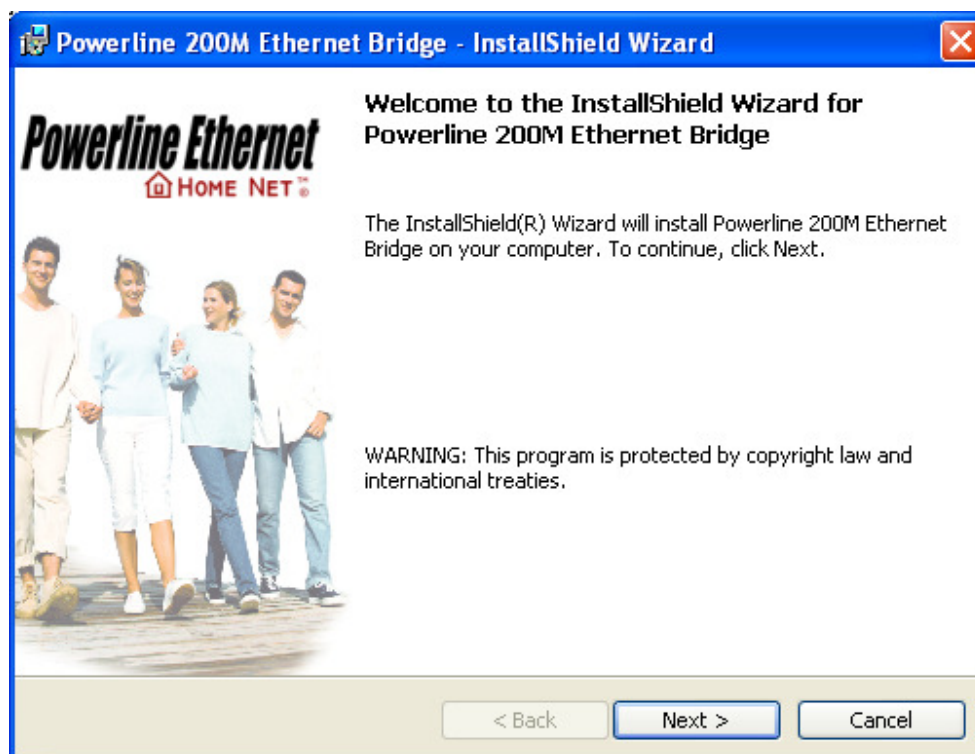 Powerline 200M Ethernet Bridge - InstallShield Wizard
Powerline Ethernet
HOME NET™
Welcome to the InstallShield Wizard for
Powerline 200M Ethernet Bridge
The InstallShield(R) Wizard will install Powerline 200M Ethernet
Bridge on your computer. To continue, click Next.
WARNING: This program is protected by copyright law and
international treaties.
< Back
Next >
Cancel